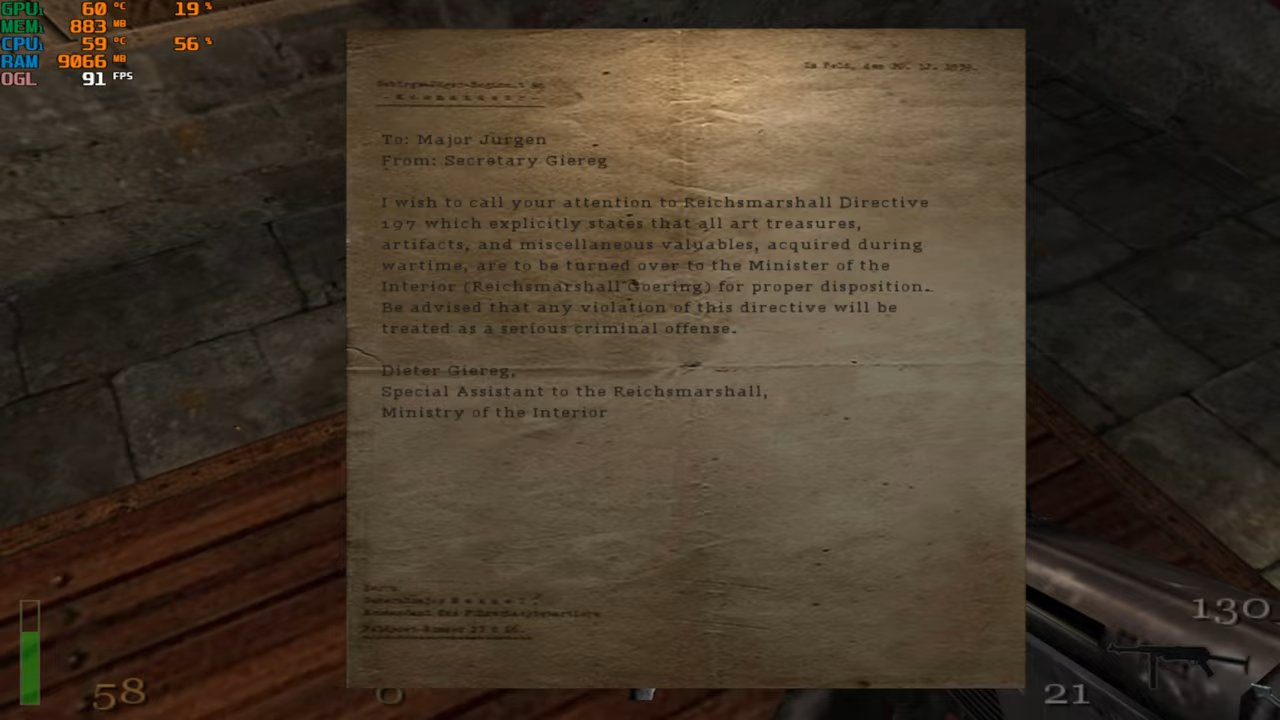 GPU1 60 °C 19 %
MEM1 883 MB
CPU1 59 °C 56 %
RAM 9066 MB
OGL 91 FPS
To: Major Jurgen
From: Secretary Giereg
I wish to call your attention to Reichsmarshall Directive
197 which explicitly states that all art treasures,
artifacts, and miscellaneous valuables, acquired during
wartime, are to be turned over to the Minister of the
Interior (Reichsmarshall Goering) for proper disposition.
Be advised that any violation of this directive will be
treated as a serious criminal offense.
Dieter Giereg,
Special Assistant to the Reichsmarshall,
Ministry of the Interior
130
58
0
21